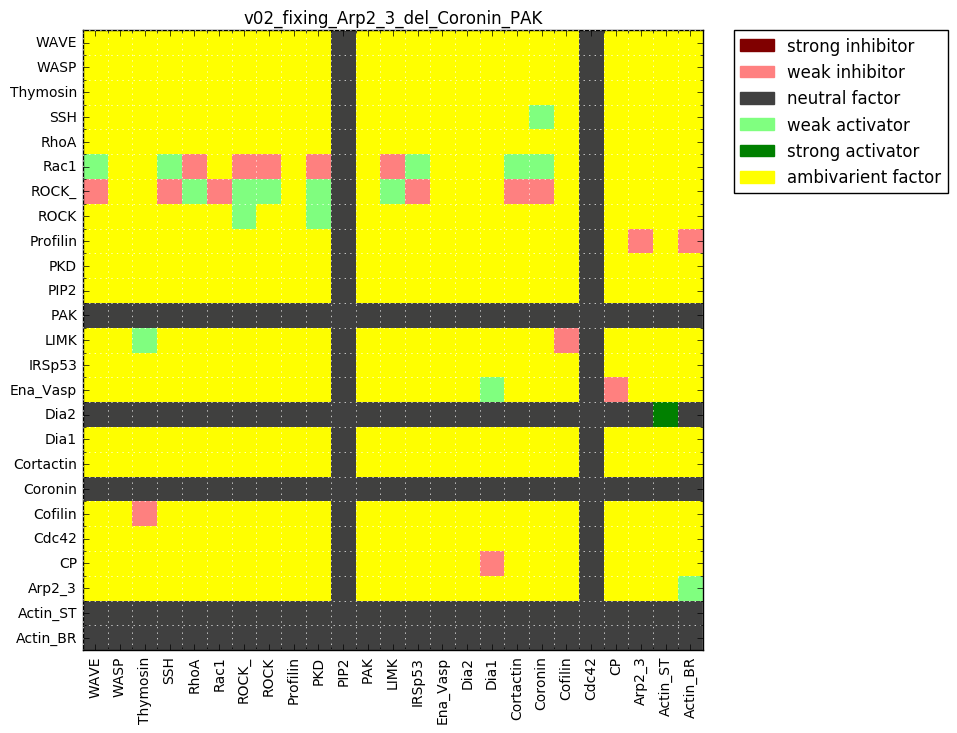 v02_fixing_Arp2_3_del_Coronin_PAK
WAVE
WASP
Thymosin
SSH
RhoA
Rac1
ROCK_
ROCK
Profilin
PKD
PIP2
PAK
LIMK
IRSp53
Ena_Vasp
Dia2
Dia1
Cortactin
Coronin
Cofilin
Cdc42
CP
Arp2_3
Actin_ST
Actin_BR
WAVE
WASP
Thymosin
SSH
RhoA
Rac1
ROCK_
ROCK
Profilin
PKD
PIP2
PAK
LIMK
IRSp53
Ena_Vasp
Dia2
Dia1
Cortactin
Coronin
Cofilin
Cdc42
CP
Arp2_3
Actin_ST
Actin_BR
strong inhibitor
weak inhibitor
neutral factor
weak activator
strong activator
ambivarient factor